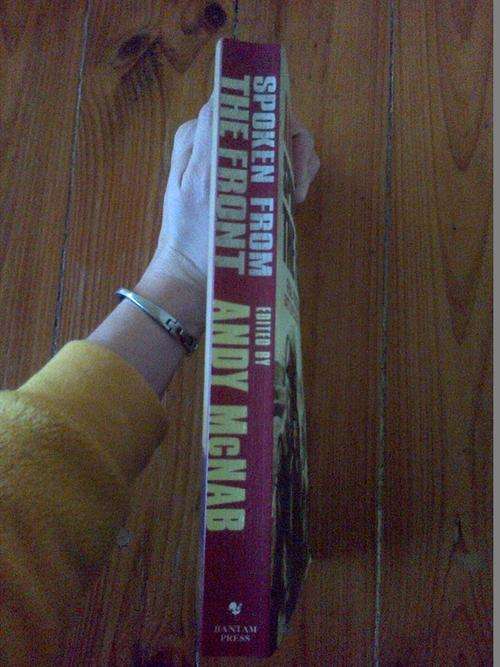 SPOKEN FROM
THE FRONT
EDITED BY
ANDY McNAB
BANTAM
PRESS